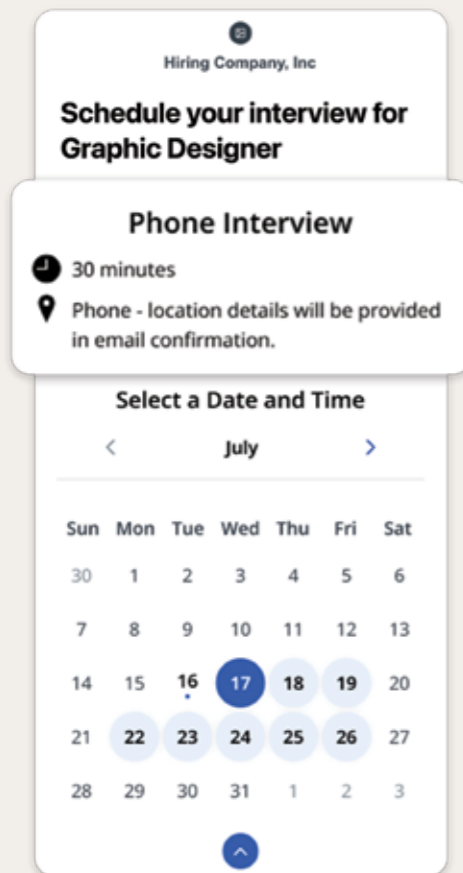 Hiring Company, Inc
Schedule your interview for
Graphic Designer
Phone Interview
30 minutes
Phone - location details will be provided
in email confirmation.
Select a Date and Time
July
Sun Mon Tue Wed Thu Fri Sat
30 1 2 3 4 5 6
7 8 9 10 11 12 13
14 15 16 17 18 19 20
21 22 23 24 25 26 27
28 29 30 31 1 2 3